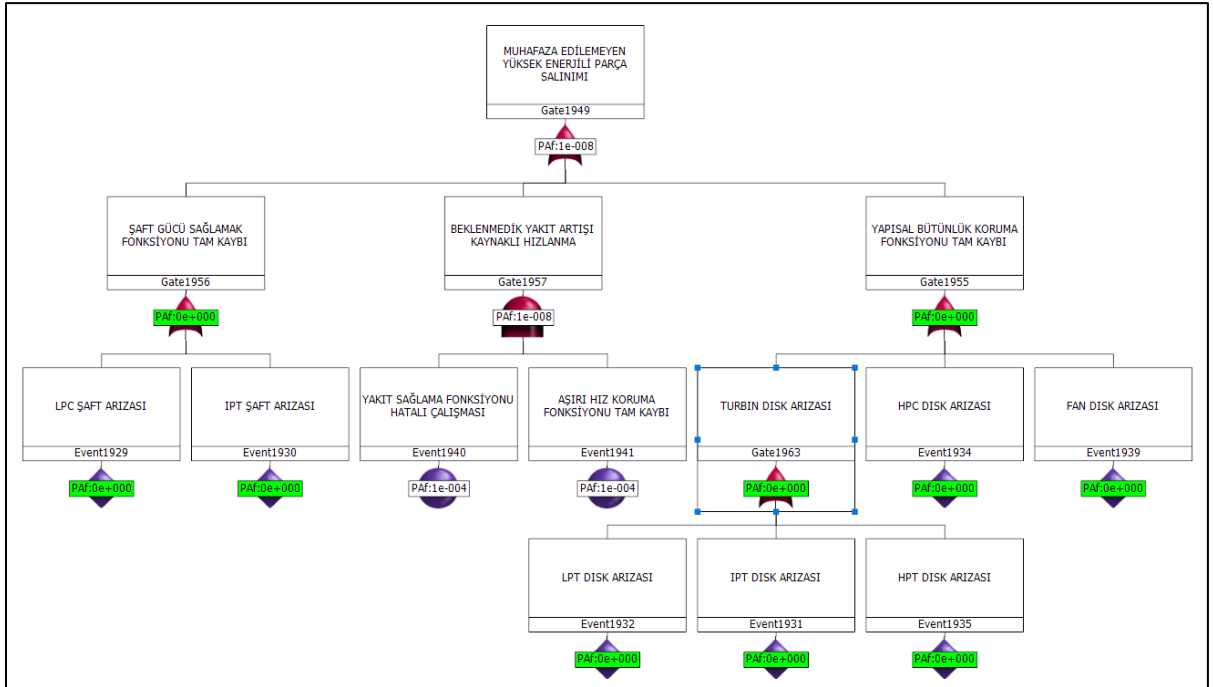 MUHAFAZA EDİLEMEYEN
YÜKSEK ENERJİLİ PARÇA
SALINIMI
Gate1949
PAf:1e-008
ŞAFT GÜCÜ SAĞLAMAK
FONKSİYONU TAM KAYBI
Gate1956
PAf:0e+000
BEKLENMEDİK YAKIT ARTIŞI
KAYNAKLI HIZLANMA
Gate1957
PAf:1e-008
YAPISAL BÜTÜNLÜK KORUMA
FONKSİYONU TAM KAYBI
Gate1955
PAf:0e+000
LPC ŞAFT ARIZASI
Event1929
PAf:0e+000
IPT ŞAFT ARIZASI
Event1930
PAf:0e+000
YAKIT SAĞLAMA FONKSİYONU
HATALI ÇALIŞMASI
Event1940
PAf:1e-004
AŞIRI HIZ KORUMA
FONKSİYONU TAM KAYBI
Event1941
PAf:1e-004
TURBIN DISK ARIZASI
Gate1963
PAf:0e+000
HPC DISK ARIZASI
Event1934
PAf:0e+000
FAN DISK ARIZASI
Event1939
PAf:0e+000
LPT DISK ARIZASI
Event1932
PAf:0e+000
IPT DISK ARIZASI
Event1931
PAf:0e+000
HPT DISK ARIZASI
Event1935
PAf:0e+000